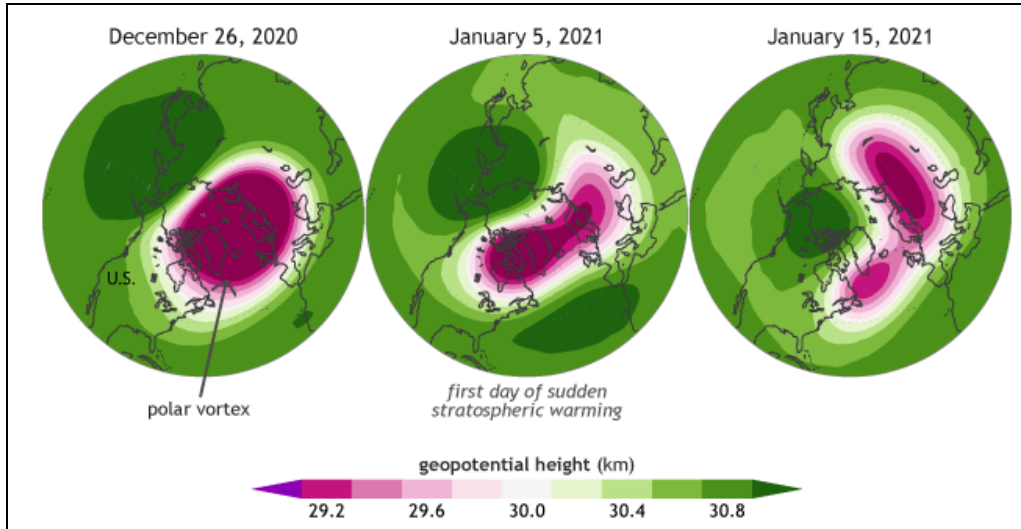 December 26, 2020
January 5, 2021
January 15, 2021
U.S.
polar vortex
first day of sudden
stratospheric warming
geopotential height (km)
29.2 29.6 30.0 30.4 30.8